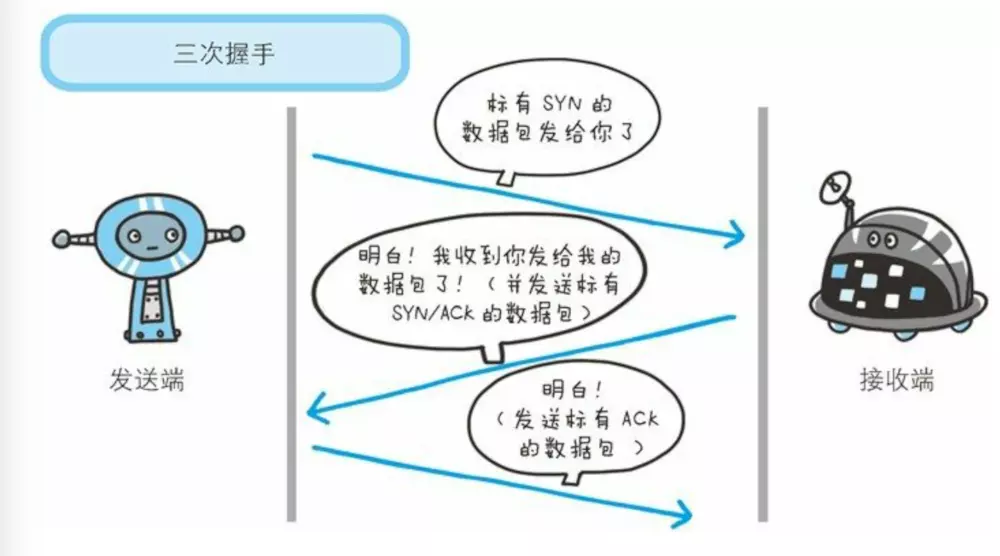 三次握手
标有 SYN 的
数据包发给你了
明白！我收到你发给我的
数据包了！（并发送标有
SYN/ACK 的数据包）
发送端
接收端
明白！
（发送标有 ACK
的数据包 ）